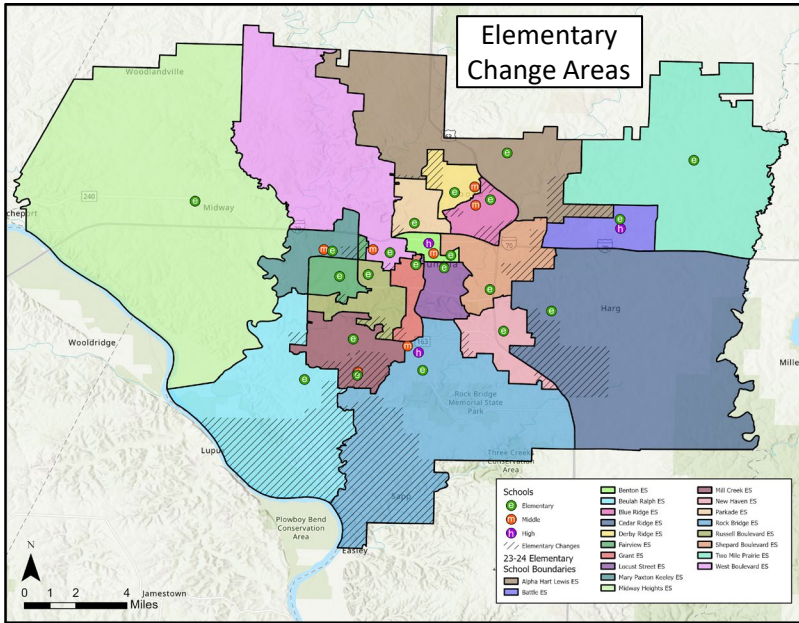 Elementary
Change Areas
Woodlandville
63
240
Midway
cheport
70
Harg
Wooldridge
163
Mille
Rock Bridge
Memorial State
Park
Three Creeks
Conservation
Area
Lupu
Sapp
Plowboy Bend
Conservation
Area
Easley
Jamestown
N
0 1 2 4
Miles
Schools
e Elementary
m Middle
h High
Elementary Changes
23-24 Elementary
School Boundaries
Alpha Hart Lewis ES
Battle ES
Benton ES
Beulah Ralph ES
Blue Ridge ES
Cedar Ridge ES
Derby Ridge ES
Fairview ES
Grant ES
Locust Street ES
Mary Paxton Keeley ES
Midway Heights ES
Mill Creek ES
New Haven ES
Parkade ES
Rock Bridge ES
Russell Boulevard ES
Shepard Boulevard ES
Two Mile Prairie ES
West Boulevard ES